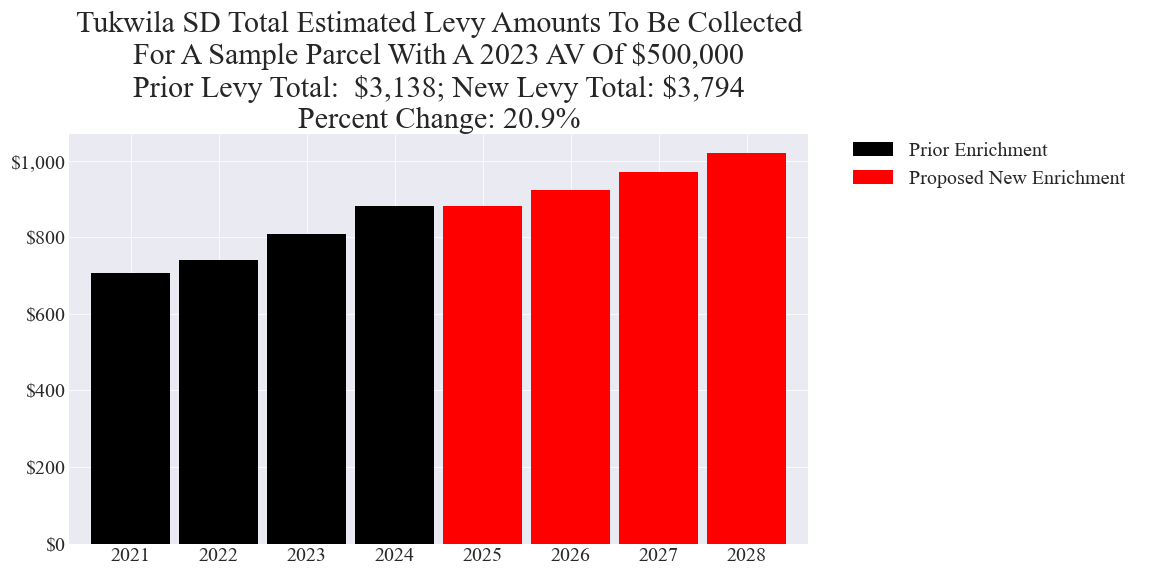 Tukwila SD Total Estimated Levy Amounts To Be Collected
For A Sample Parcel With A 2023 AV Of $500,000
Prior Levy Total:  $3,138; New Levy Total: $3,794
Percent Change: 20.9%
Prior Enrichment
Proposed New Enrichment
$1,000
$800
$600
$400
$200
$0
2021 2022 2023 2024 2025 2026 2027 2028